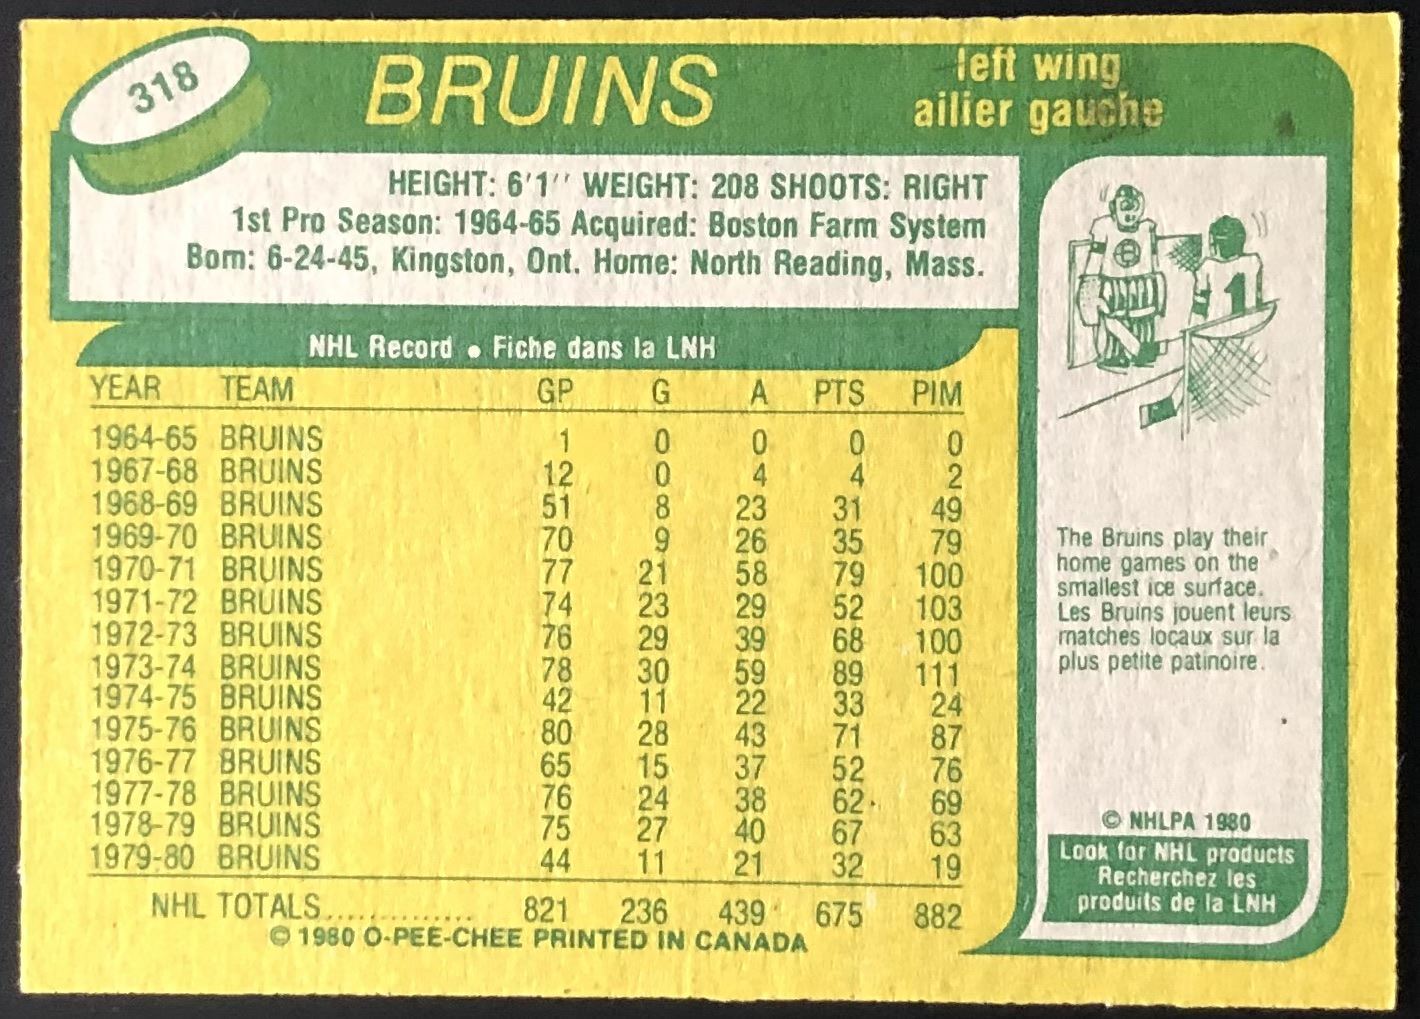 318
BRUINS
left wing
ailier gauche
HEIGHT: 6'1'' WEIGHT: 208 SHOOTS: RIGHT
1st Pro Season: 1964-65 Acquired: Boston Farm System
Born: 6-24-45, Kingston, Ont. Home: North Reading, Mass.
NHL Record • Fiche dans la LNH
YEAR TEAM GP G A PTS PIM
1964-65 BRUINS 1 0 0 0 0
1967-68 BRUINS 12 0 4 4 2
1968-69 BRUINS 51 8 23 31 49
1969-70 BRUINS 70 9 26 35 79
1970-71 BRUINS 77 21 58 79 100
1971-72 BRUINS 74 23 29 52 103
1972-73 BRUINS 76 29 39 68 100
1973-74 BRUINS 78 30 59 89 111
1974-75 BRUINS 42 11 22 33 24
1975-76 BRUINS 80 28 43 71 87
1976-77 BRUINS 65 15 37 52 76
1977-78 BRUINS 76 24 38 62 69
1978-79 BRUINS 75 27 40 67 63
1979-80 BRUINS 44 11 21 32 19
NHL TOTALS.............. 821 236 439 675 882
© 1980 O-PEE-CHEE PRINTED IN CANADA
B
1
The Bruins play their
home games on the
smallest ice surface.
Les Bruins jouent leurs
matches locaux sur la
plus petite patinoire.
© NHLPA 1980
Look for NHL products
Recherchez les
produits de la LNH